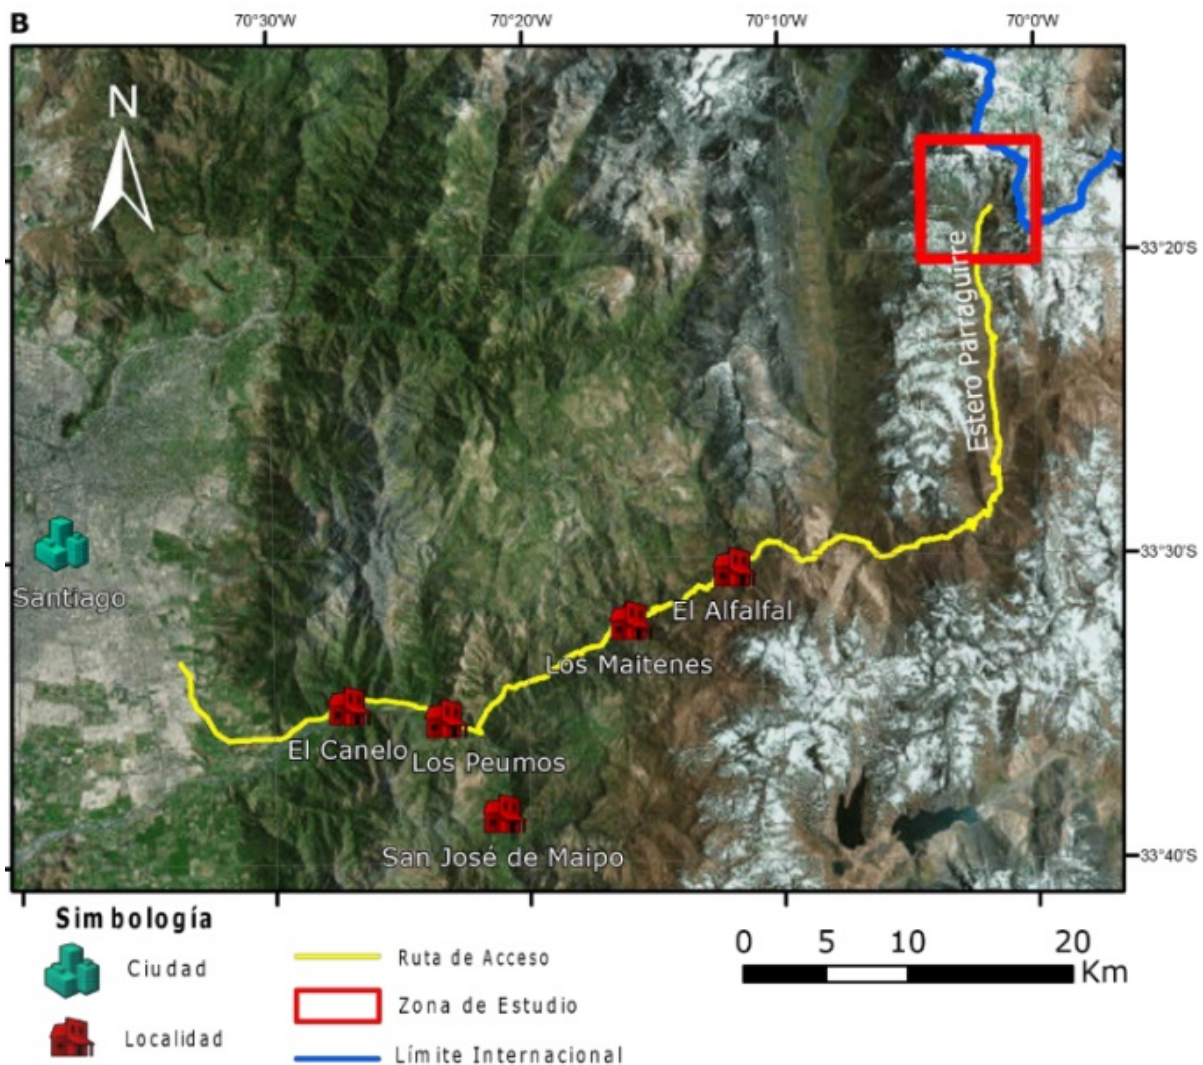 B
70°30'W 70°20'W 70°10'W 70°0'W
N
33°20'S
Estero Parraguirre
33°30'S
Santiago
El Alfalfal
Los Maitenes
El Canelo
Los Peumos
San José de Maipo
33°40'S
Simbología
Ciudad
Localidad
Ruta de Acceso
Zona de Estudio
Límite Internacional
0 5 10 20
Km